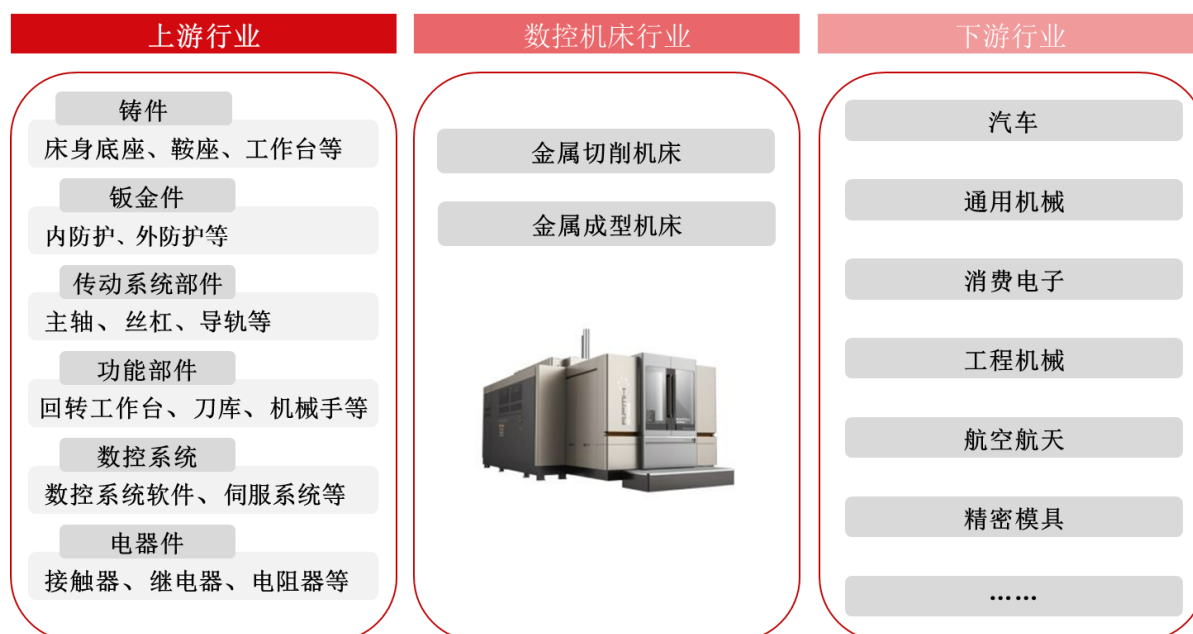 上游行业
铸件
床身底座、鞍座、工作台等
钣金件
内防护、外防护等
传动系统部件
主轴、丝杠、导轨等
功能部件
回转工作台、刀库、机械手等
数控系统
数控系统软件、伺服系统等
电器件
接触器、继电器、电阻器等
数控机床行业
金属切削机床
金属成型机床
下游行业
汽车
通用机械
消费电子
工程机械
航空航天
精密模具
……